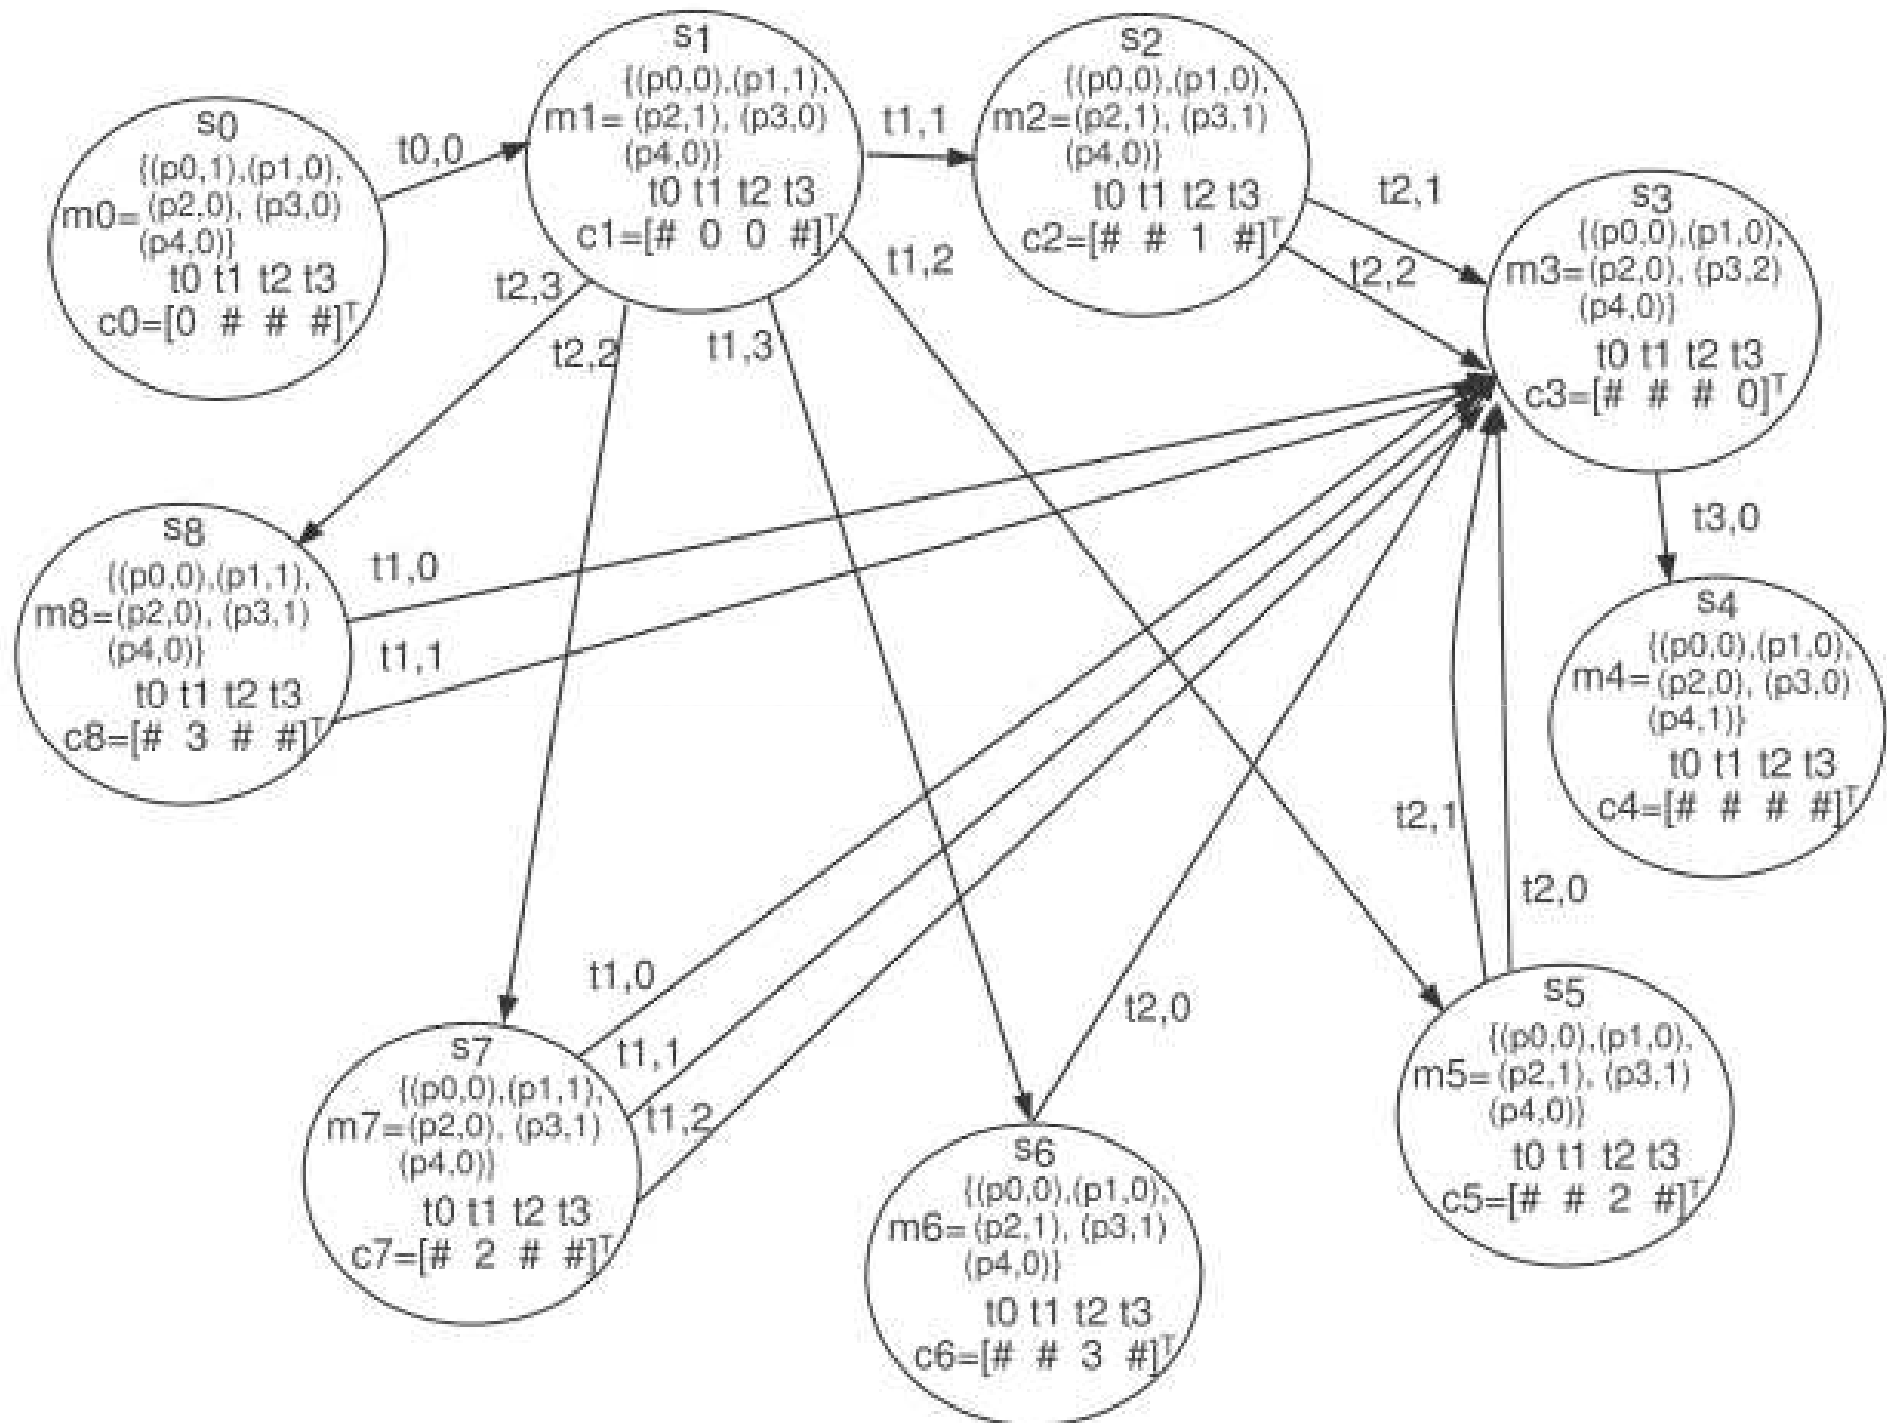 s0
{(p0,1),(p1,0),
m0= (p2,0), (p3,0)
(p4,0)}
t0 t1 t2 t3
c0=[0 # # #]T
t0,0
s1
{(p0,0),(p1,1),
m1= (p2,1), (p3,0)
(p4,0)}
t0 t1 t2 t3
c1=[# 0 0 #]T
t1,1
s2
{(p0,0),(p1,0),
m2=(p2,1), (p3,1)
(p4,0)}
t0 t1 t2 t3
c2=[# # 1 #]T
t2,1
t2,2
s3
{(p0,0),(p1,0),
m3=(p2,0), (p3,2)
(p4,0)}
t0 t1 t2 t3
c3=[# # # 0]T
t2,3
t2,2
t1,3
t1,2
t3,0
s8
{(p0,0),(p1,1),
m8=(p2,0), (p3,1)
(p4,0)}
t0 t1 t2 t3
c8=[# 3 # #]T
t1,0
t1,1
s4
{(p0,0),(p1,0),
m4=(p2,0), (p3,0)
(p4,1)}
t0 t1 t2 t3
c4=[# # # #]T
t2,1
t2,0
s7
{(p0,0),(p1,1),
m7=(p2,0), (p3,1)
(p4,0)}
t0 t1 t2 t3
c7=[# 2 # #]T
t1,0
t1,1
t1,2
t2,0
s6
{(p0,0),(p1,0),
m6=(p2,1), (p3,1)
(p4,0)}
t0 t1 t2 t3
c6=[# # 3 #]T
s5
{(p0,0),(p1,0),
m5=(p2,1), (p3,1)
(p4,0)}
t0 t1 t2 t3
c5=[# # 2 #]T